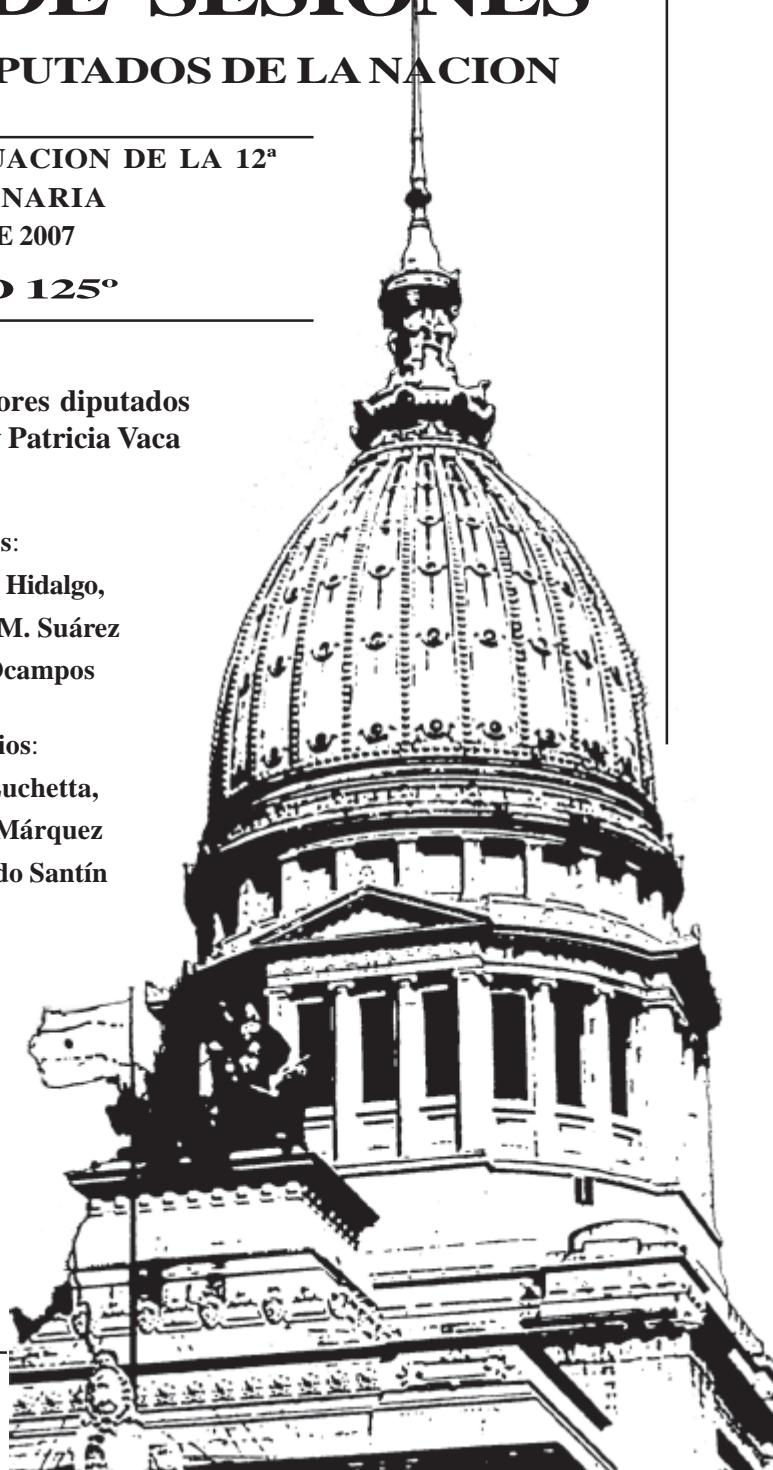 DE SESIONES
PUTADOS DE LA NACION
UACION DE LA 12ª
NARIA
E 2007
O 125º
ores diputados
Patricia Vaca
s:
Hidalgo,
M. Suárez
Ocampos
ios:
Luchetta,
Márquez
do Santín